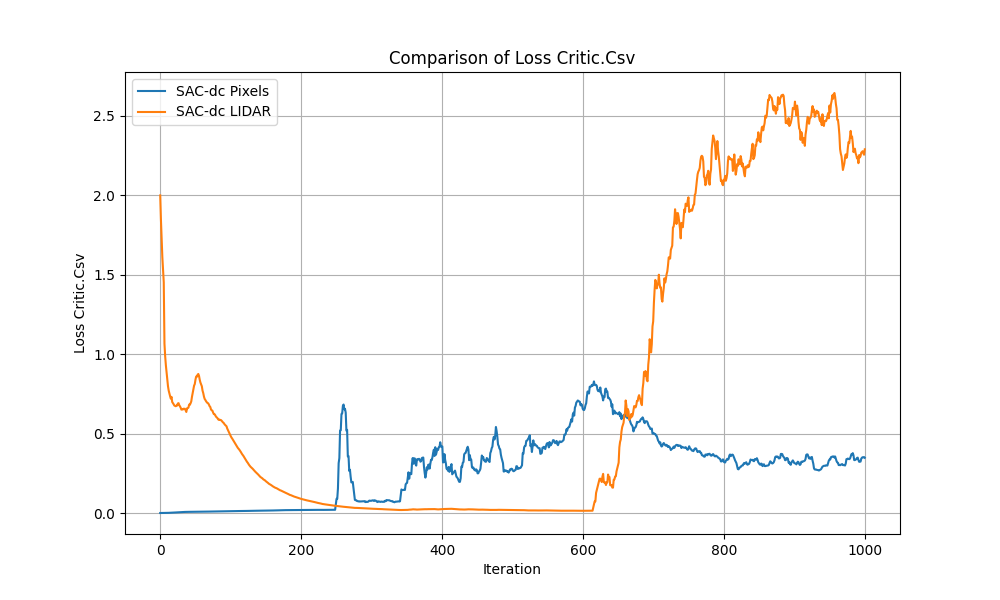 Comparison of Loss Critic.Csv
SAC-dc Pixels
SAC-dc LIDAR
Loss Critic.Csv
2.5
2.0
1.5
1.0
0.5
0.0
0
200
400
600
800
1000
Iteration